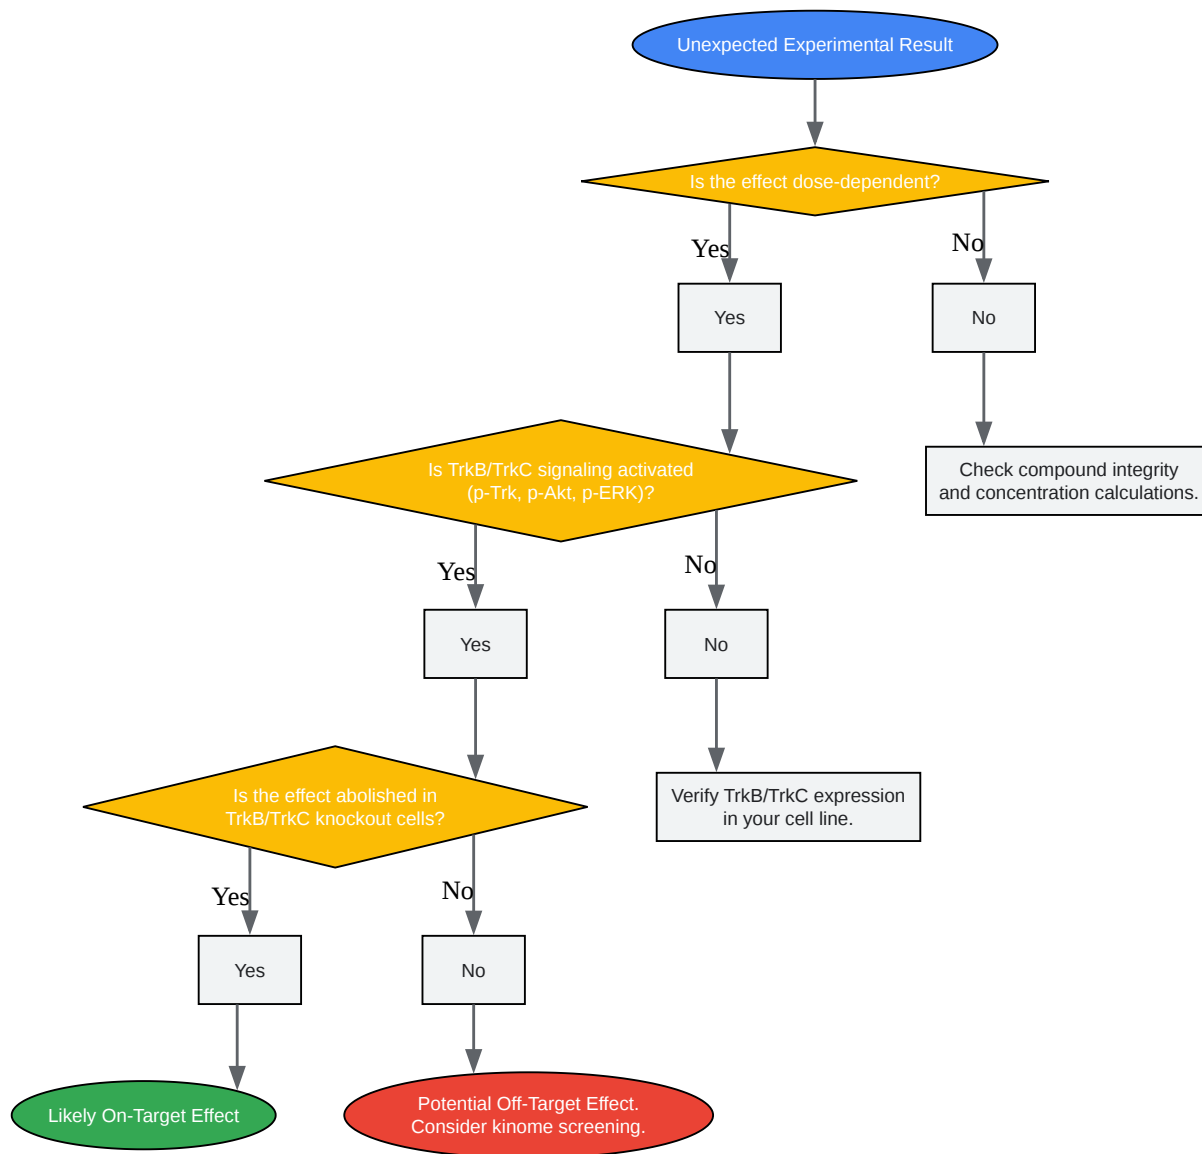 Unexpected Experimental Result
Is the effect dose-dependent?
Yes
No
Yes
No
Check compound integrity
and concentration calculations.
Is TrkB/TrkC signaling activated
(p-Trk, p-Akt, p-ERK)?
Yes
No
Yes
No
Verify TrkB/TrkC expression
in your cell line.
Is the effect abolished in
TrkB/TrkC knockout cells?
Yes
No
Yes
No
Likely On-Target Effect
Potential Off-Target Effect.
Consider kinome screening.